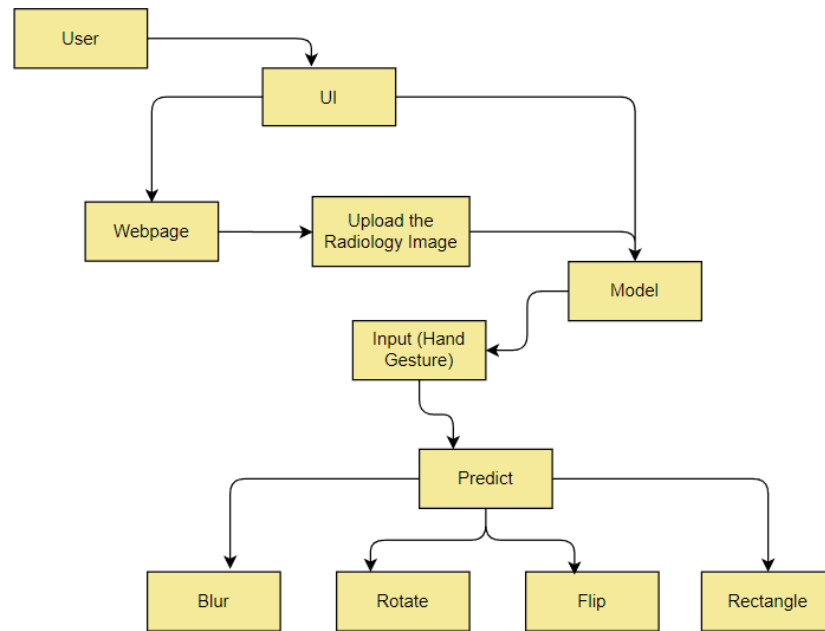 User
UI
Webpage
Upload the
Radiology Image
Model
Input (Hand
Gesture)
Predict
Blur
Rotate
Flip
Rectangle